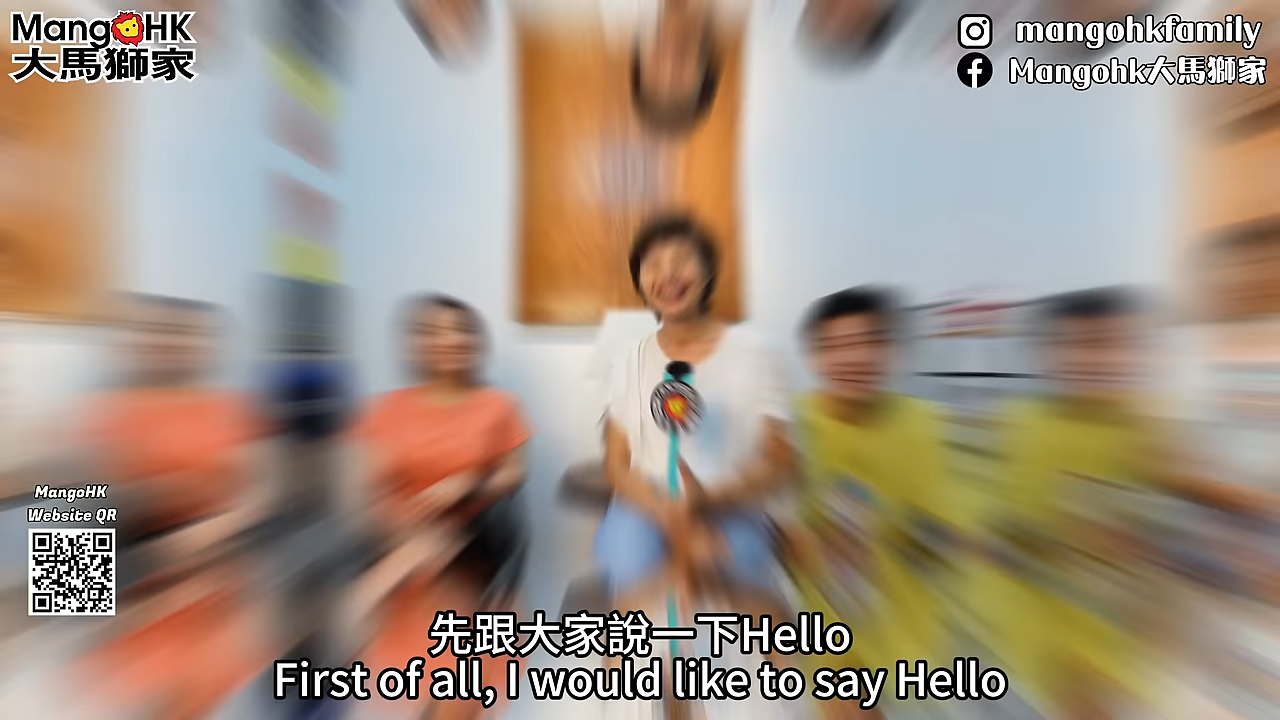 MangoHK
大馬獅家
mangohkfamily
Mangohk大馬獅家
MangoHK
Website QR
先跟大家說一下Hello
First of all, I would like to say Hello